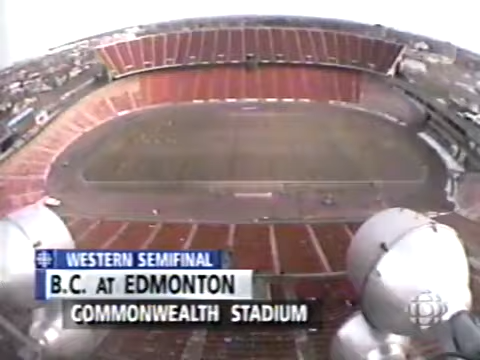 WESTERN SEMIFINAL
B.C. AT EDMONTON
COMMONWEALTH STADIUM